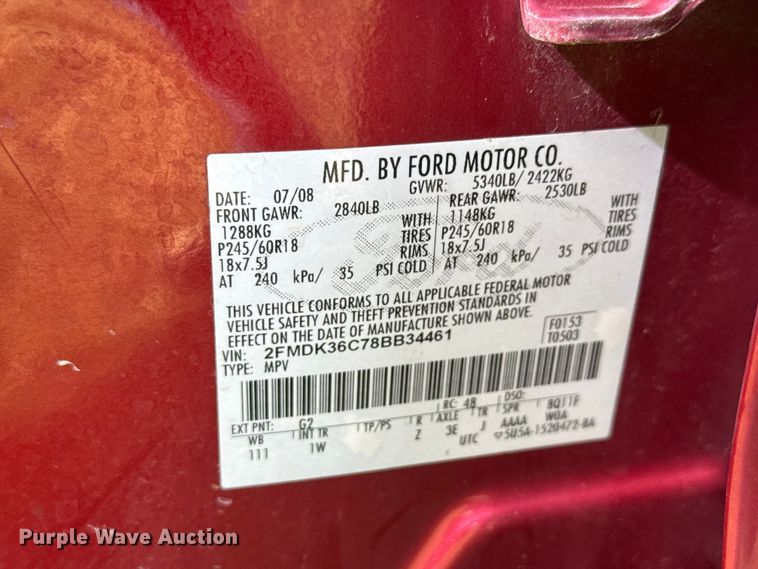 MFD. BY FORD MOTOR CO.
DATE: 07/08 GVWR: 5340LB/ 2422KG
FRONT GAWR: 2840LB REAR GAWR: 2530LB
1288KG WITH 1148KG WITH
P245/60R18 TIRES P245/60R18 TIRES
18x7.5J RIMS 18x7.5J RIMS
AT 240 kPa/ 35 PSI COLD AT 240 kPa/ 35 PSI COLD
THIS VEHICLE CONFORMS TO ALL APPLICABLE FEDERAL MOTOR
VEHICLE SAFETY AND THEFT PREVENTION STANDARDS IN
EFFECT ON THE DATE OF MANUFACTURE SHOWN ABOVE.
VIN: 2FMDK36C78BB34461 F0153
TYPE: MPV T0503
EXT PNT: G2 RC: 48 DSO:
WB INT TR TP/PS R AXLE TR SPR 8Q11F
111 1W Z 3E J AAAA WOA
UTC ▽5U5A-1520472-BA
Purple Wave Auction